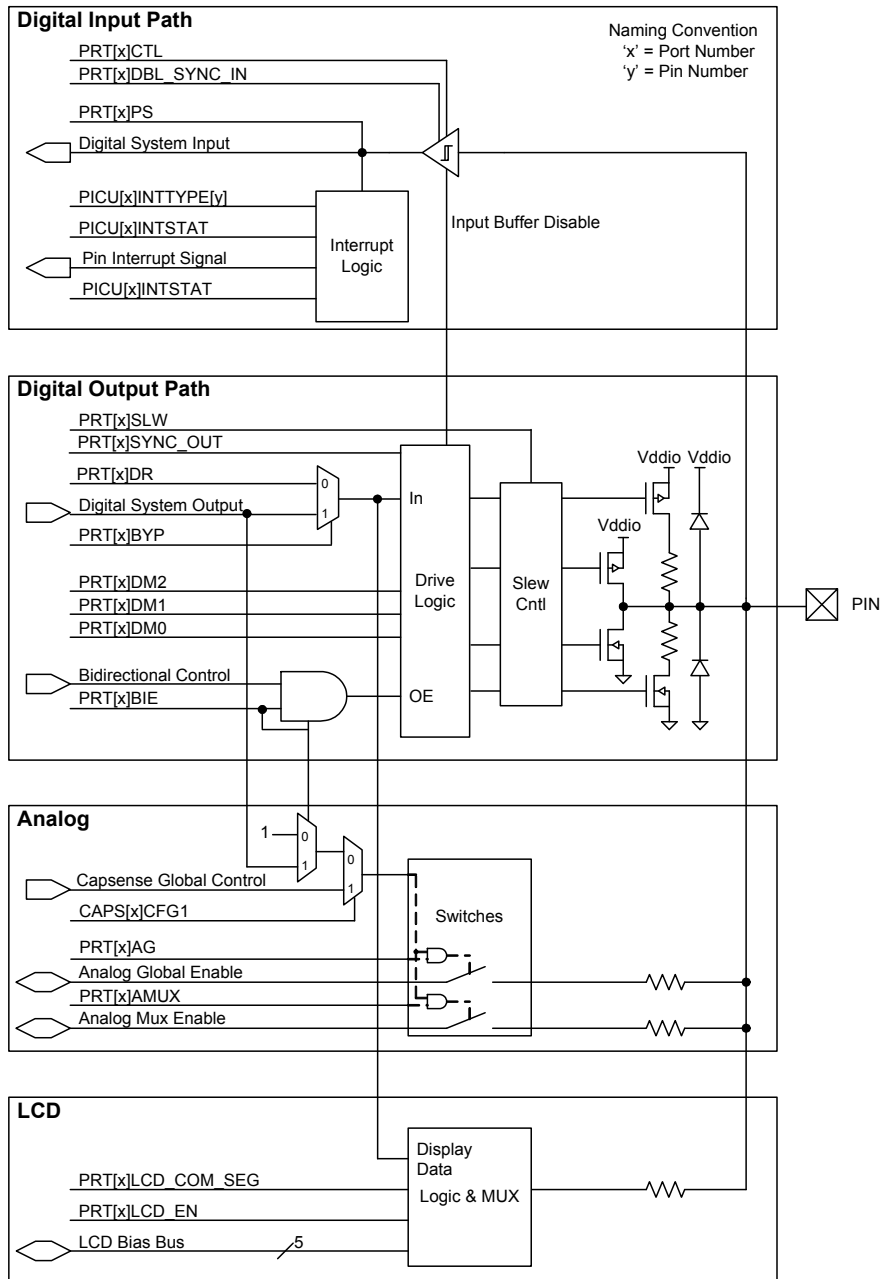 Digital Input Path
Naming Convention
'x' = Port Number
'y' = Pin Number
PRT[x]CTL
PRT[x]DBL_SYNC_IN
PRT[x]PS
Digital System Input
PICU[x]INTTYPE[y]
PICU[x]INTSTAT
Pin Interrupt Signal
PICU[x]INTSTAT
Interrupt
Logic
Input Buffer Disable
Digital Output Path
PRT[x]SLW
PRT[x]SYNC_OUT
PRT[x]DR
Digital System Output
PRT[x]BYP
0
1
PRT[x]DM2
PRT[x]DM1
PRT[x]DM0
Bidirectional Control
PRT[x]BIE
In
Drive
Logic
OE
Slew
Cntl
Vddio Vddio
Vddio
PIN
Analog
1
0
1
0
1
Capsense Global Control
CAPS[x]CFG1
Switches
PRT[x]AG
Analog Global Enable
PRT[x]AMUX
Analog Mux Enable
LCD
Display
Data
Logic & MUX
PRT[x]LCD_COM_SEG
PRT[x]LCD_EN
LCD Bias Bus
5